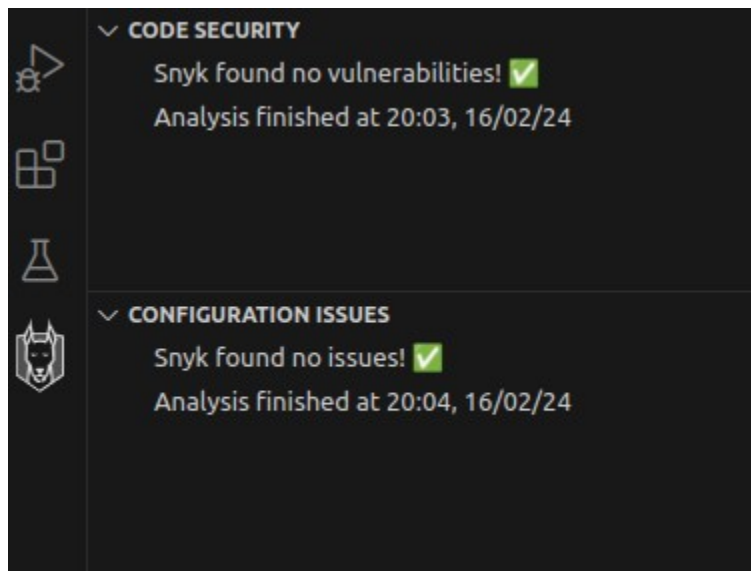 CODE SECURITY
Snyk found no vulnerabilities! ✅
Analysis finished at 20:03, 16/02/24
CONFIGURATION ISSUES
Snyk found no issues! ✅
Analysis finished at 20:04, 16/02/24